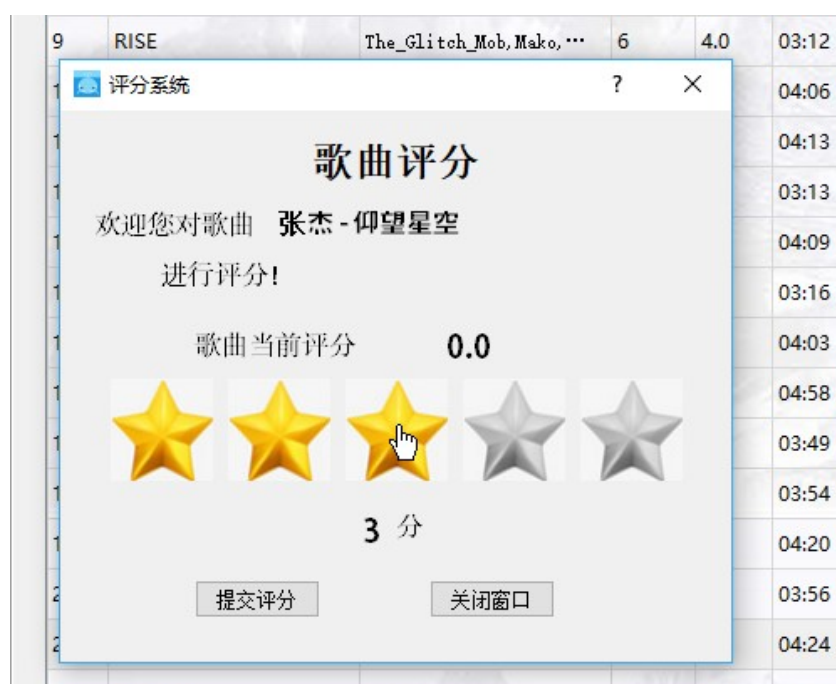 9 RISE The_Glitch_Mob,Mako,… 6 4.0 03:12
评分系统 ? 04:06
歌曲评分 04:13
03:13
欢迎您对歌曲 张杰-仰望星空 04:09
进行评分! 03:16
歌曲当前评分 0.0 04:03
04:58
03:49
03:54
3 分 04:20
提交评分 关闭窗口 03:56
04:24